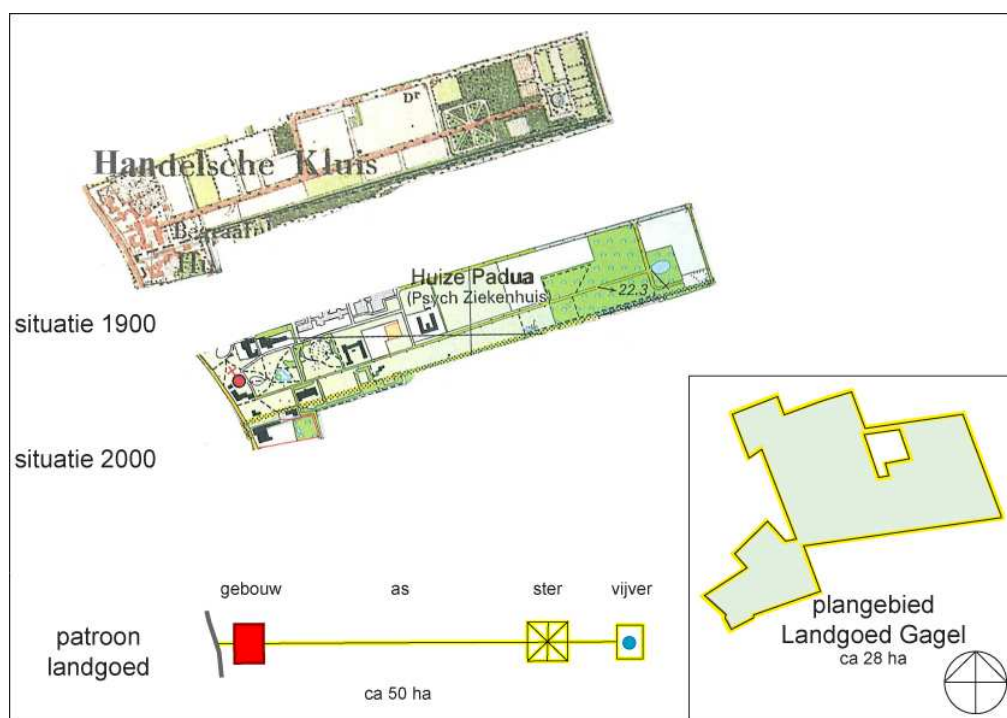 Dr
Handelsche Kluis
Huize Padua
(Psych Ziekenhuis)
22.3
situatie 1900
situatie 2000
gebouw as ster vijver
patroon
landgoed
ca 50 ha
plangebied
Landgoed Gagel
ca 28 ha